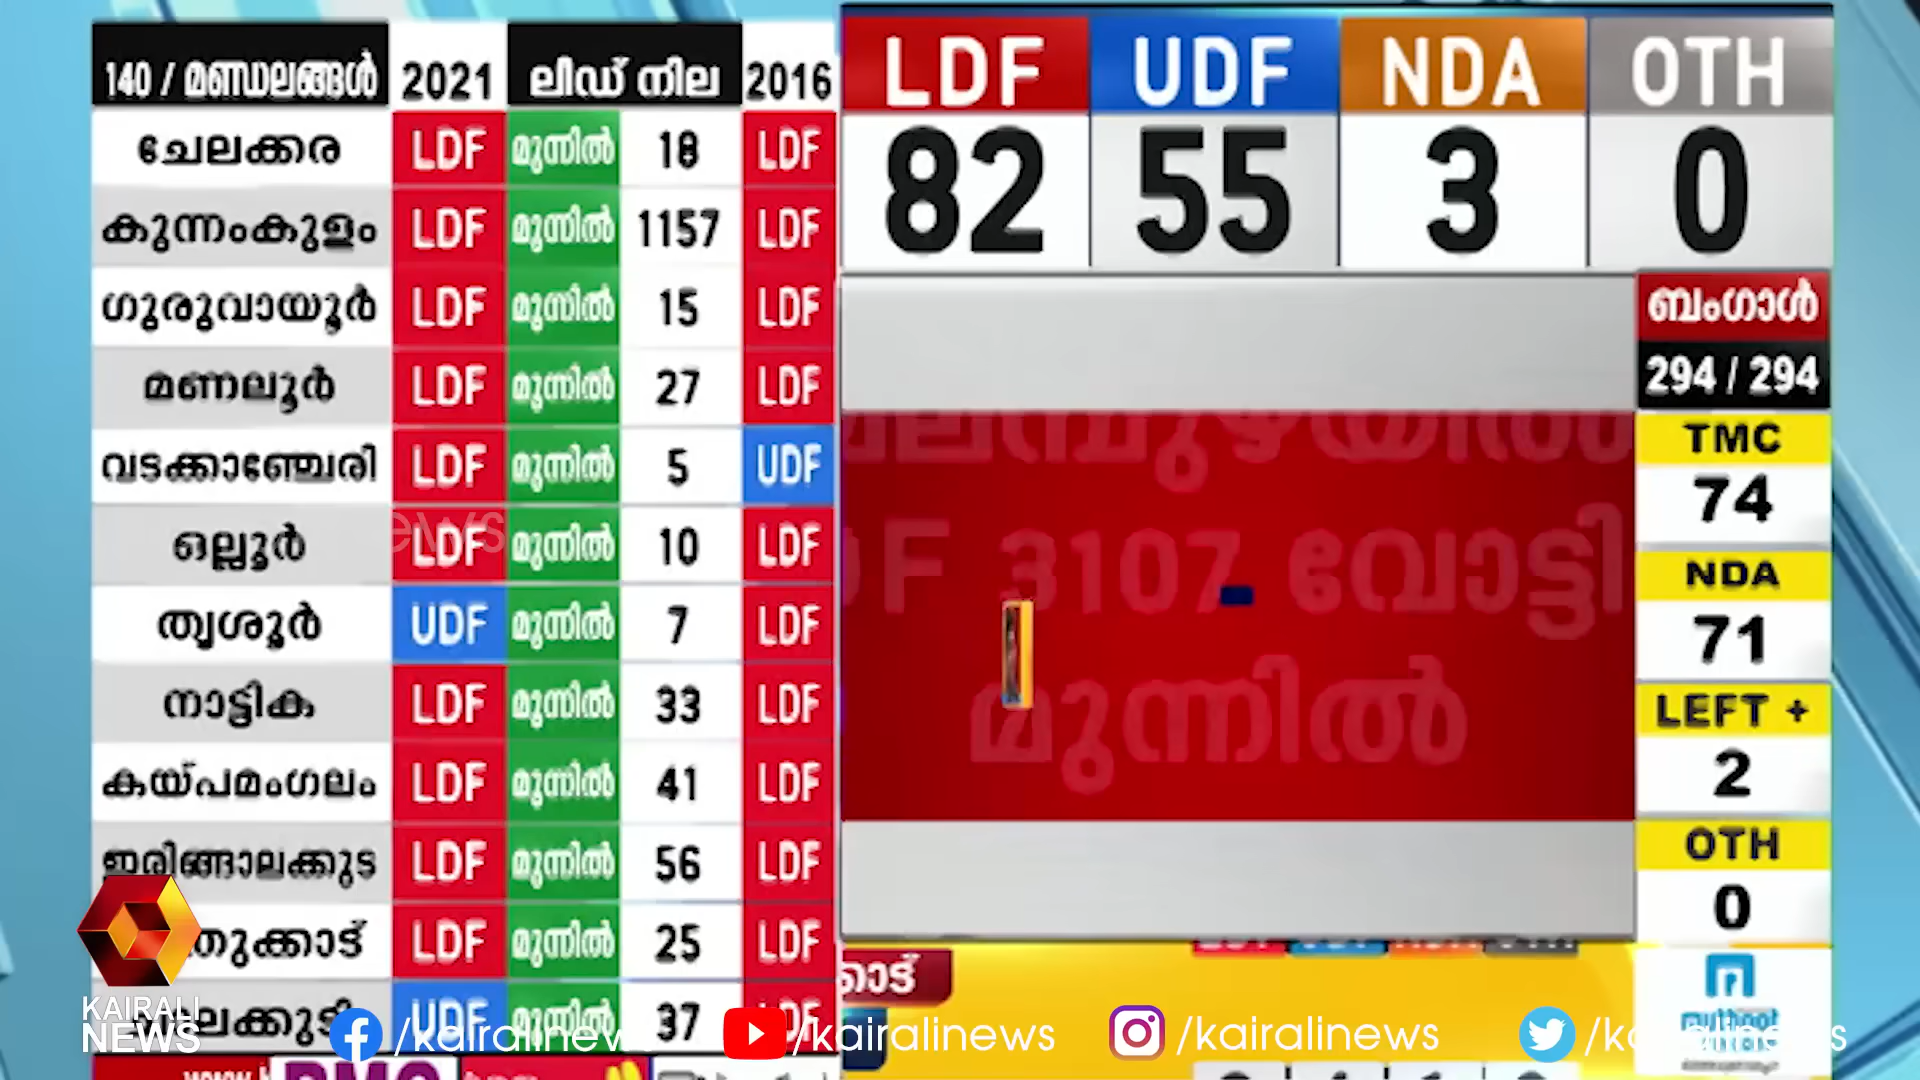 140 / മണ്ഡലങ്ങൾ 2021 ലീഡ് നില 2016
ചേലക്കര LDF മുന്നിൽ 18 LDF
കുന്നംകുളം LDF മുന്നിൽ 1157 LDF
ഗുരുവായൂർ LDF മുന്നിൽ 15 LDF
മണലൂർ LDF മുന്നിൽ 27 LDF
വടക്കാഞ്ചേരി LDF മുന്നിൽ 5 UDF
ഒല്ലൂർ LDF മുന്നിൽ 10 LDF
തൃശൂർ UDF മുന്നിൽ 7 LDF
നാട്ടിക LDF മുന്നിൽ 33 LDF
കയ്പമംഗലം LDF മുന്നിൽ 41 LDF
ഇരിങ്ങാലക്കുട LDF മുന്നിൽ 56 LDF
LDF മുന്നിൽ 25 LDF
UDF മുന്നിൽ 37
LDF UDF NDA OTH
82 55 3 0
3107 വോട്ടി
മുന്നിൽ
ബംഗാൾ
294 / 294
TMC
74
NDA
71
LEFT +
2
OTH
0
KAIRALI
NEWS
/kairalinews /kairalinews